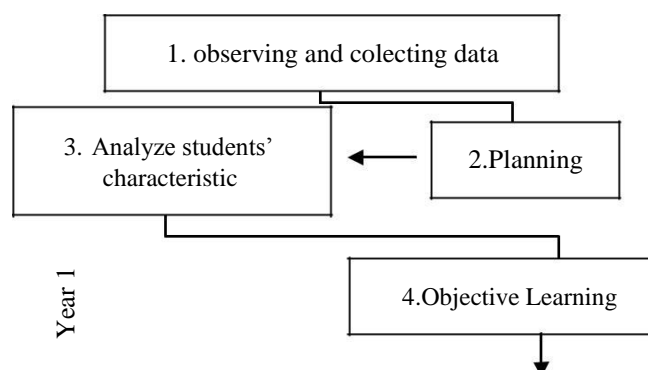 1. observing and colecting data
3. Analyze students’
characteristic
2.Planning
Year 1
4.Objective Learning